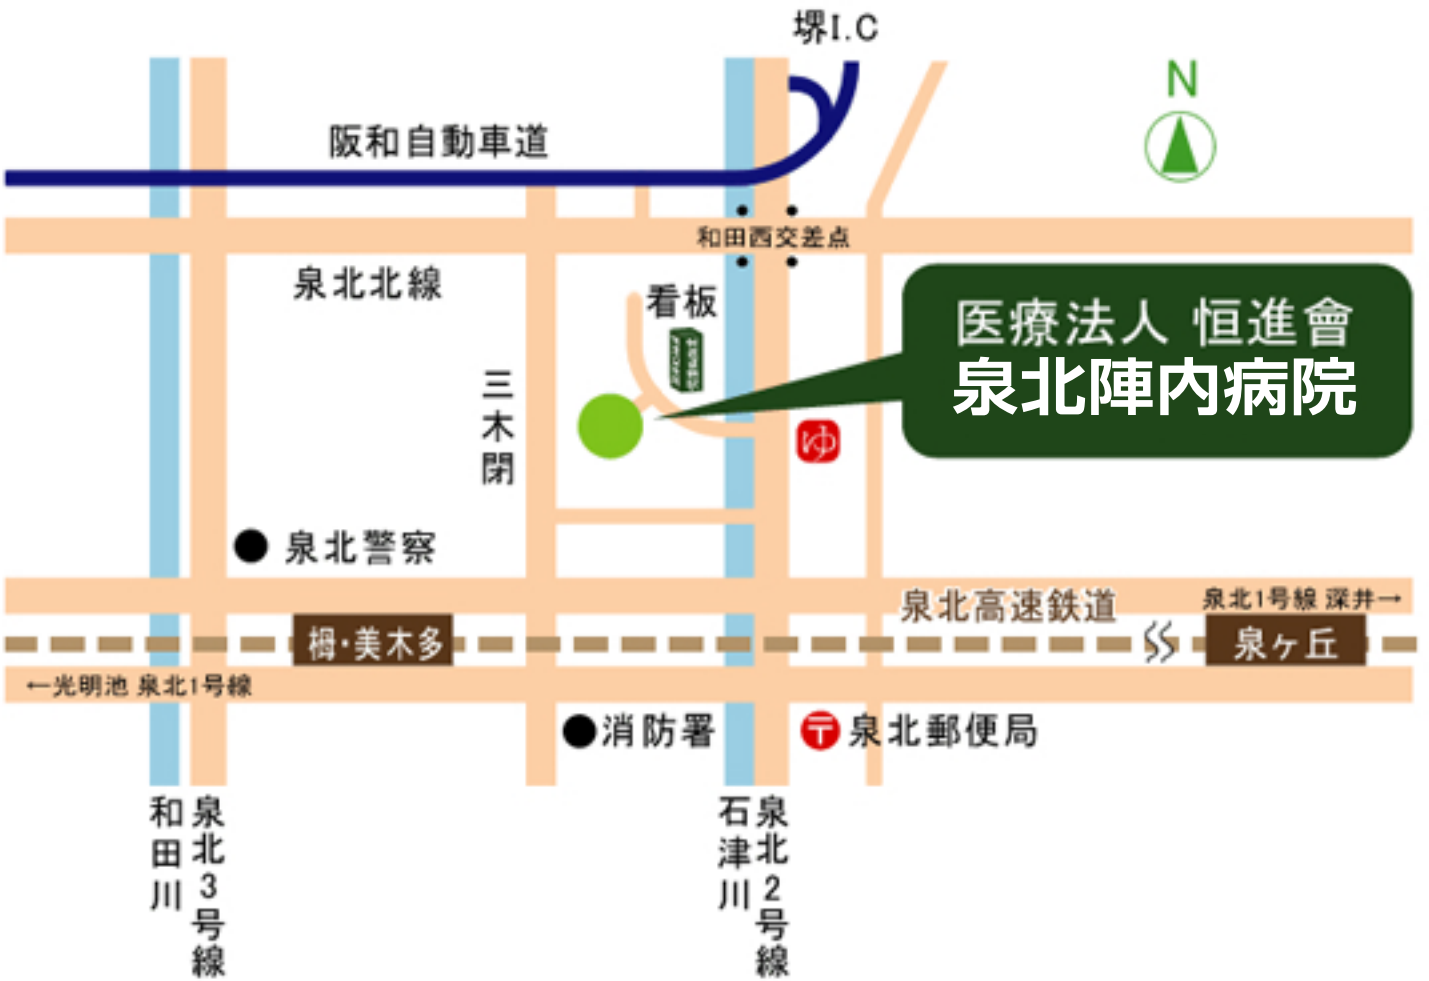 堺I.C
N
阪和自動車道
和田西交差点
泉北北線
看板
医療法人 恒進會
泉北陣内病院
三木閉
ゆ
泉北警察
泉北高速鉄道
泉北1号線 深井→
栂・美木多
泉ヶ丘
←光明池 泉北1号線
消防署
〒
泉北郵便局
和田川
泉北3号線
石津川
泉北2号線